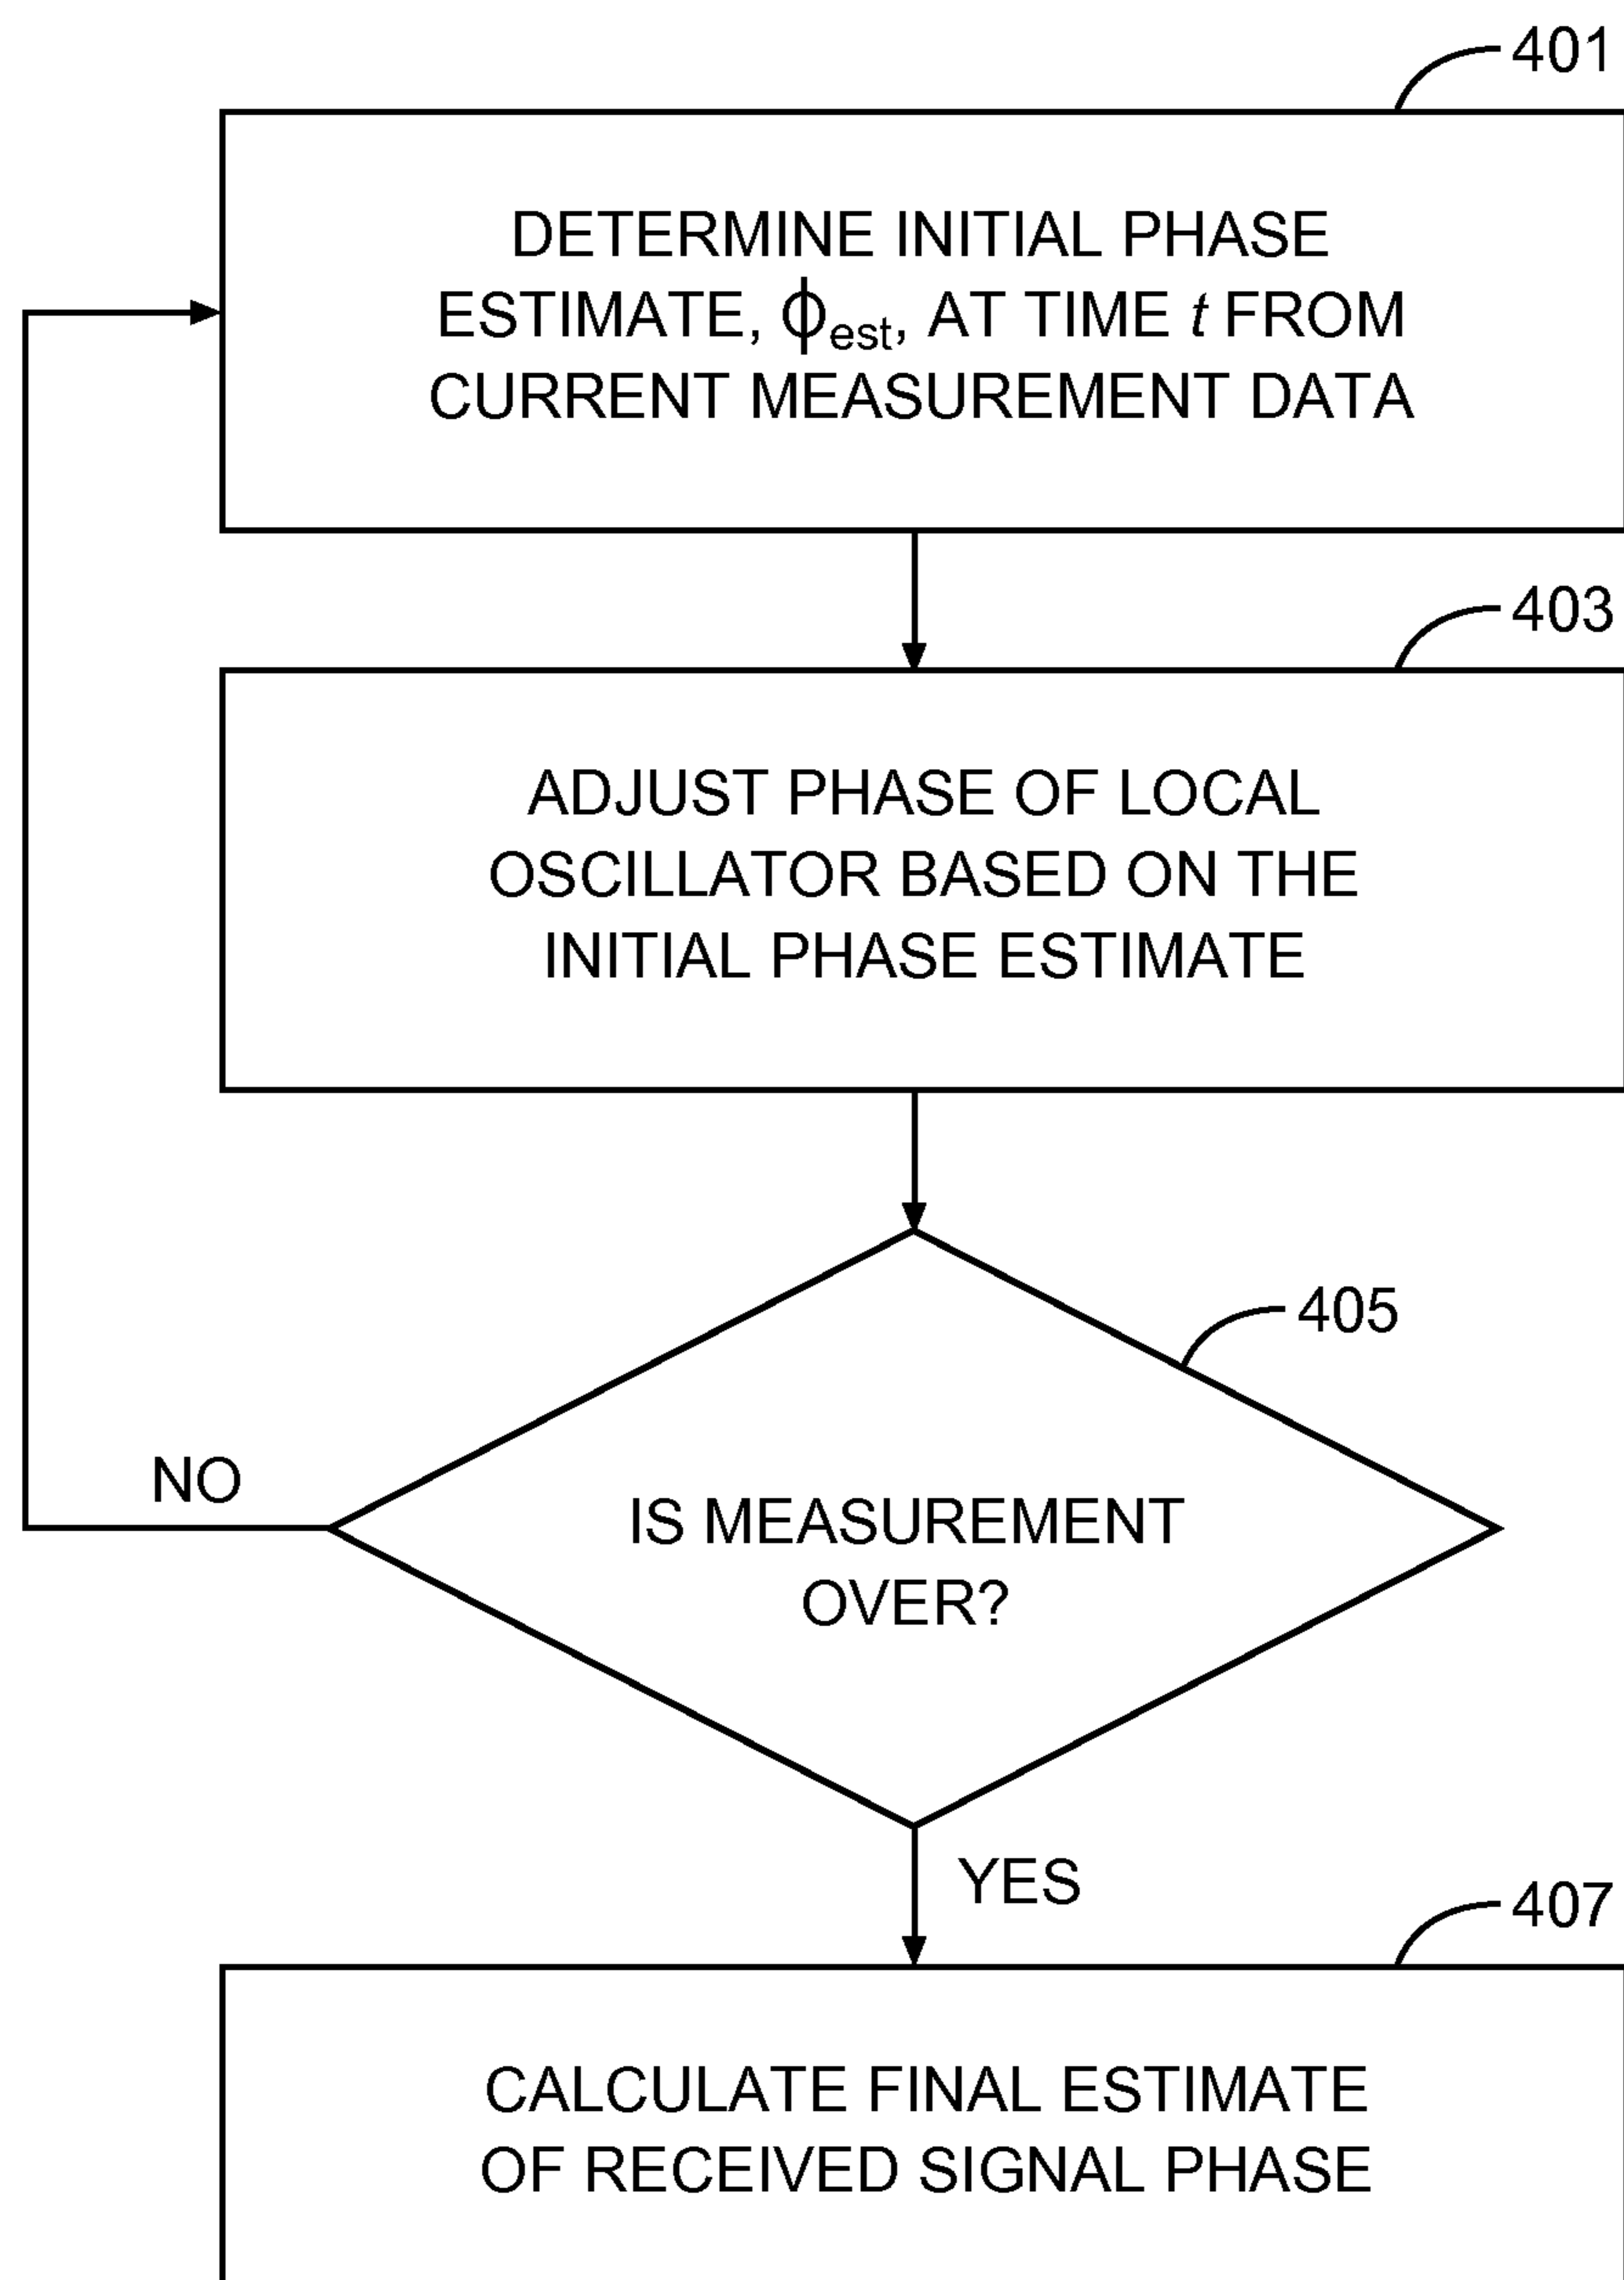 401
DETERMINE INITIAL PHASE
ESTIMATE, ϕest, AT TIME t FROM
CURRENT MEASUREMENT DATA
403
ADJUST PHASE OF LOCAL
OSCILLATOR BASED ON THE
INITIAL PHASE ESTIMATE
405
NO
IS MEASUREMENT
OVER?
YES
407
CALCULATE FINAL ESTIMATE
OF RECEIVED SIGNAL PHASE